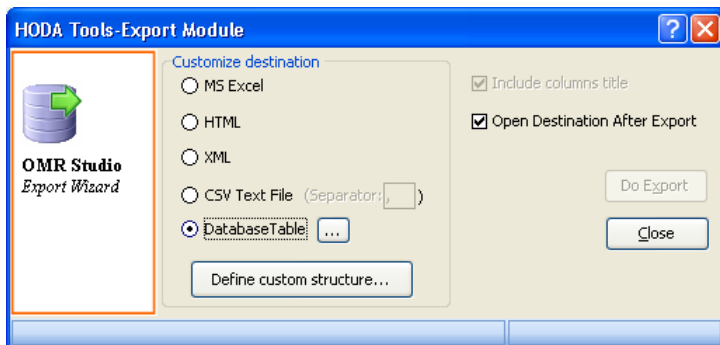 HODA Tools-Export Module
OMR Studio
Export Wizard
Customize destination
MS Excel
HTML
XML
CSV Text File (Separator: , )
DatabaseTable ...
Define custom structure...
Include columns title
Open Destination After Export
Do Export
Close